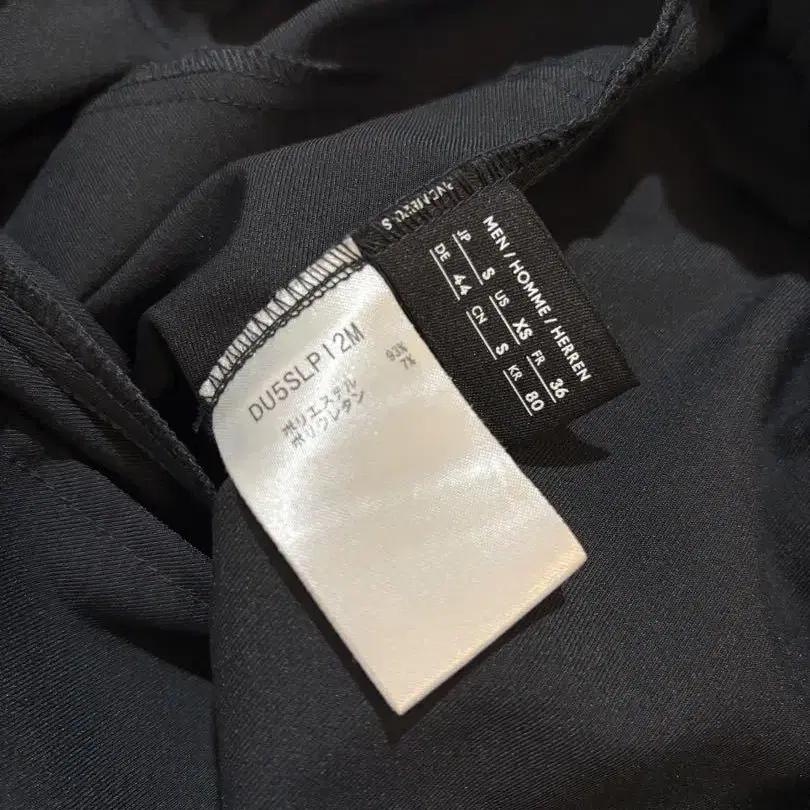 MEN / HOMME / HERREN
JP S US XS FR 36
DE 44 CN S KR 80
DU5SLP12M
ポリエステル 93%
ポリウレタン 7%